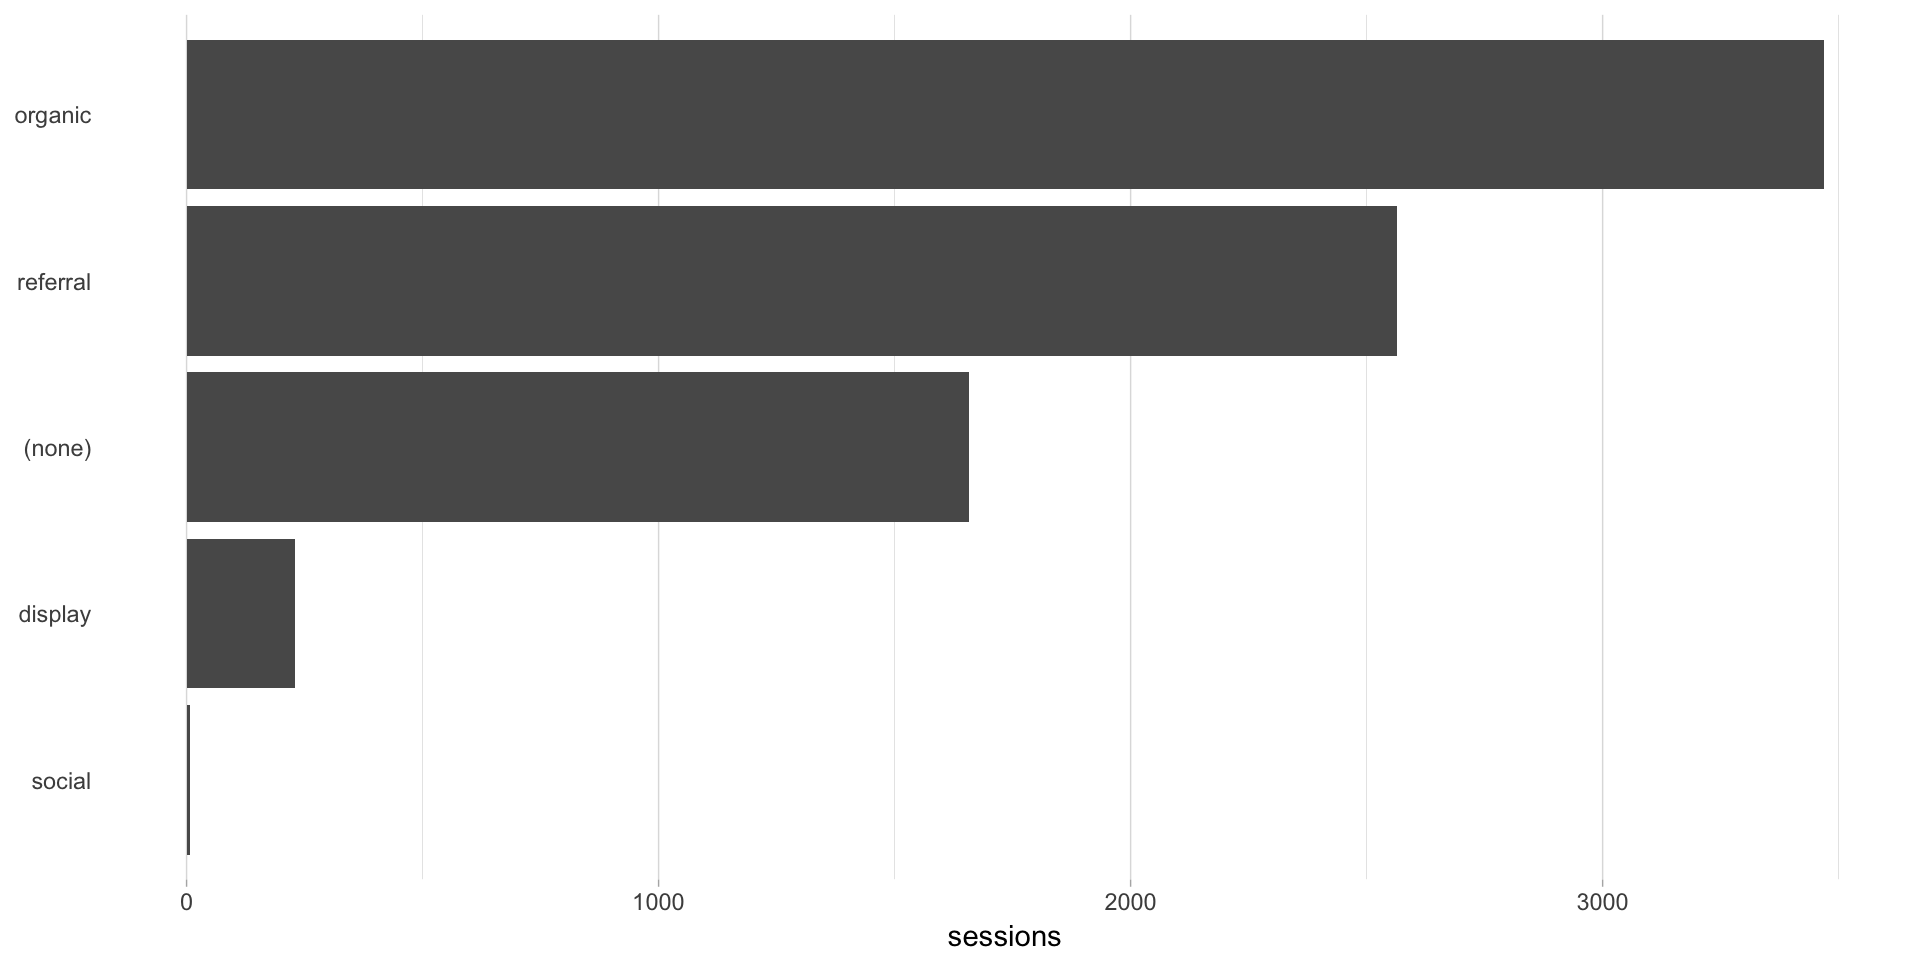 organic
referral
(none)
display
social
0 1000 2000 3000
sessions